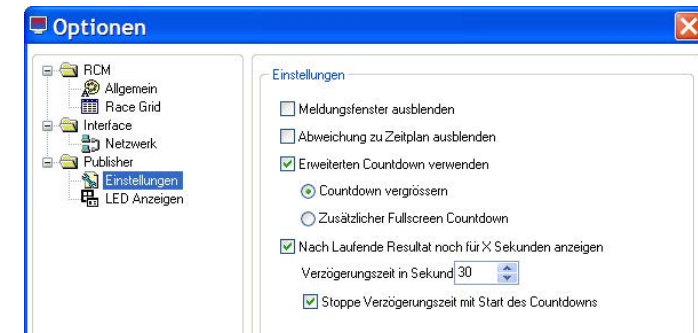 Optionen
RCM
Allgemein
Race Grid
Interface
Netzwerk
Publisher
Einstellungen
LED Anzeigen
Einstellungen
Meldungsfenster ausblenden
Abweichung zu Zeitplan ausblenden
Erweiterten Countdown verwenden
Countdown vergrössern
Zusätzlicher Fullscreen Countdown
Nach Laufende Resultat noch für X Sekunden anzeigen
Verzögerungszeit in Sekund 30
Stoppe Verzögerungszeit mit Start des Countdowns